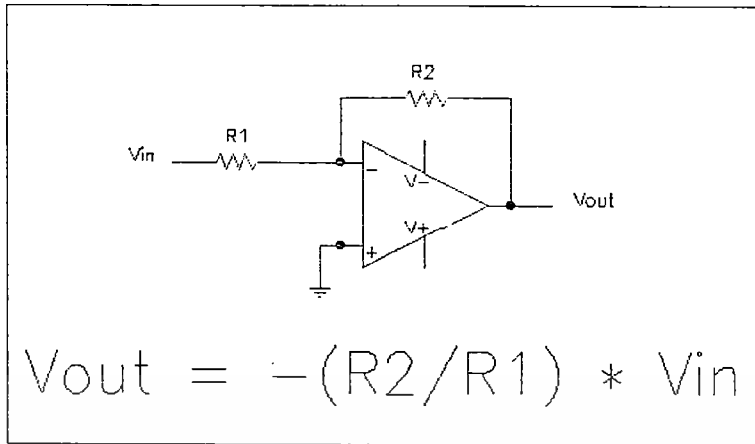 R2
R1
Vin
-
V-
Vout
V+
+
Vout = -(R2/R1) * Vin